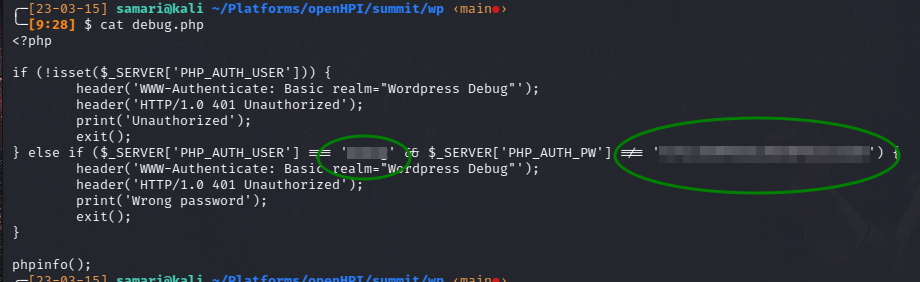 [23-03-15] samari@kali ~/Platforms/openHPI/summit/wp ‹main●›
[9:28] $ cat debug.php
<?php
if (!isset($_SERVER['PHP_AUTH_USER'])) {
header('WWW-Authenticate: Basic realm="Wordpress Debug"');
header('HTTP/1.0 401 Unauthorized');
print('Unauthorized');
exit();
} else if ($_SERVER['PHP_AUTH_USER'] === '' && $_SERVER['PHP_AUTH_PW'] !== '') {
header('WWW-Authenticate: Basic realm="Wordpress Debug"');
header('HTTP/1.0 401 Unauthorized');
print('Wrong password');
exit();
}
phpinfo();
[23-03-15] samari@kali ~/Platforms/openHPI/summit/wp ‹main●›